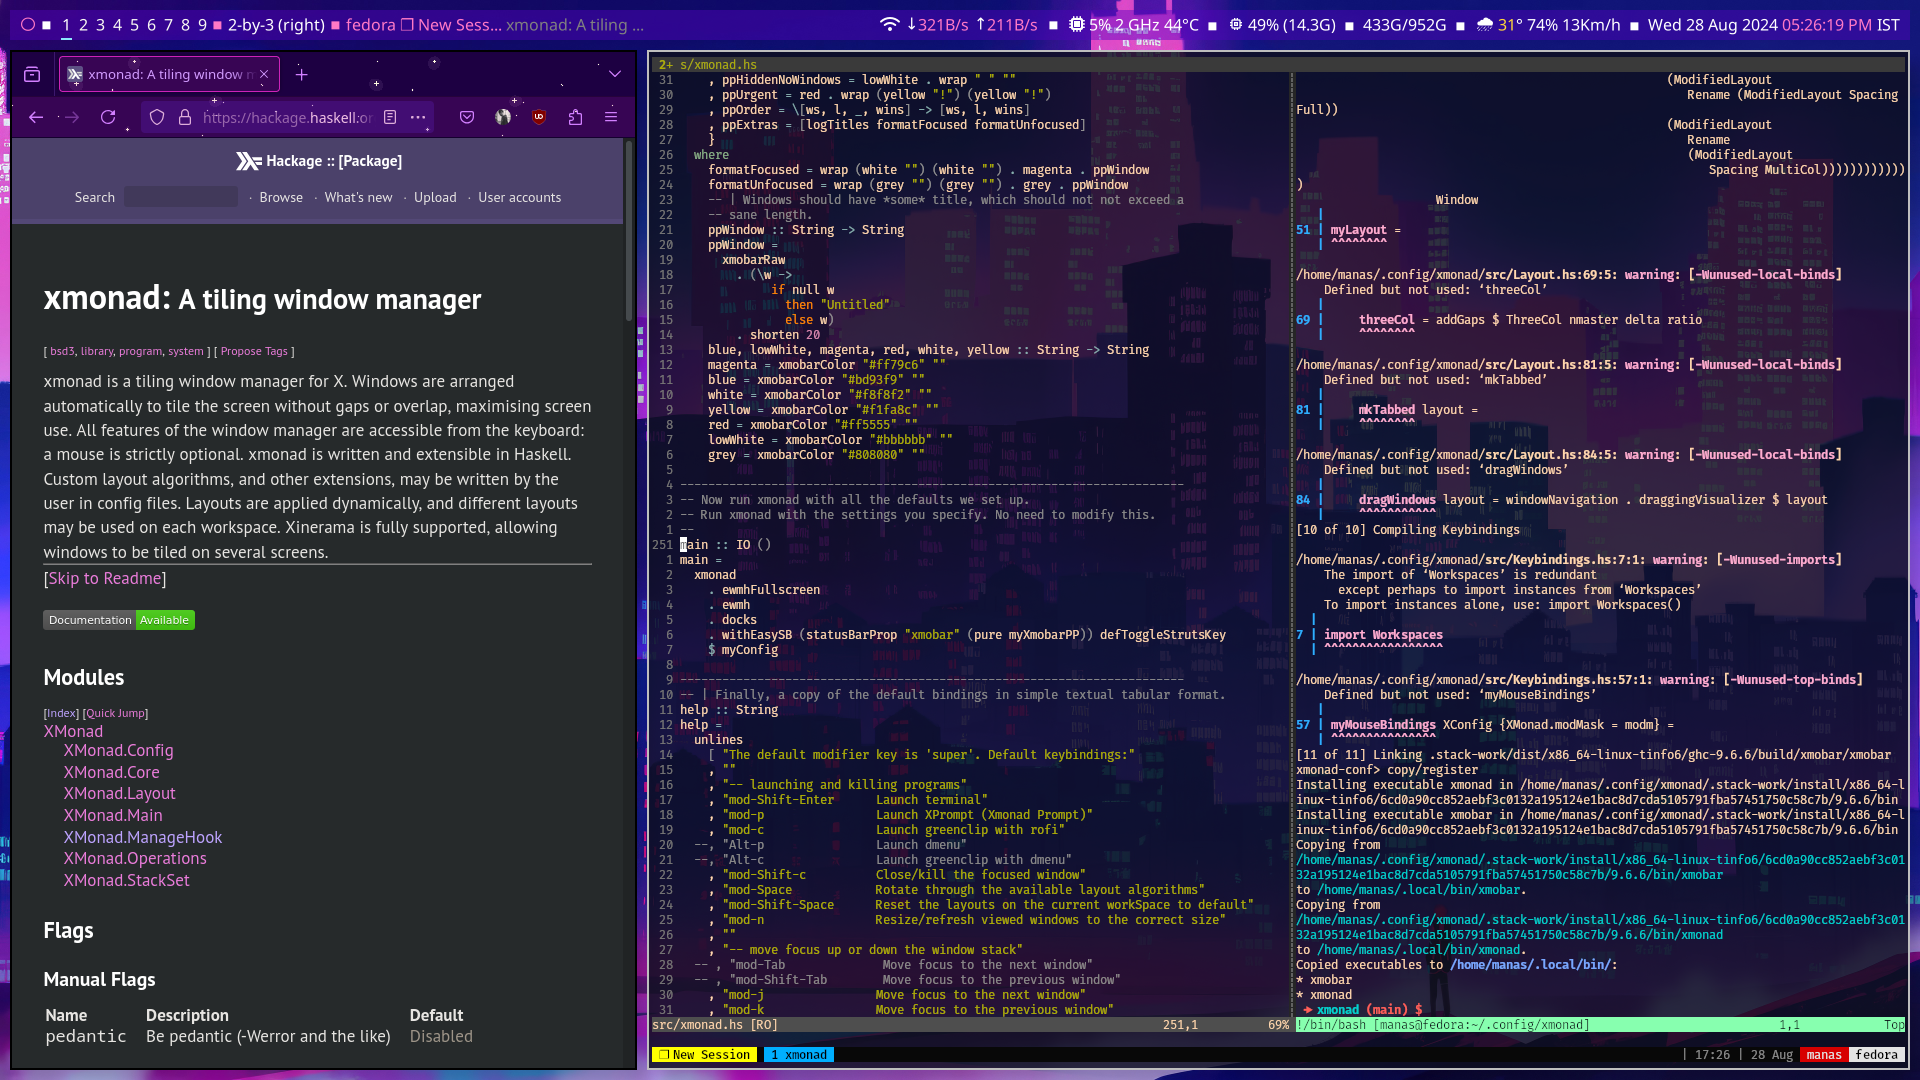 1 2 3 4 5 6 7 8 9 2-by-3 (right) fedora New Sess... xmonad: A tiling ...
↓321B/s ↑211B/s 5% 2 GHz 44°C 49% (14.3G) 433G/952G 31° 74% 13Km/h Wed 28 Aug 2024 05:26:19 PM IST
xmonad: A tiling window m
https://hackage.haskell.or
Hackage :: [Package]
Search · Browse · What's new · Upload · User accounts
xmonad: A tiling window manager
[ bsd3, library, program, system ] [ Propose Tags ]
xmonad is a tiling window manager for X. Windows are arranged
automatically to tile the screen without gaps or overlap, maximising screen
use. All features of the window manager are accessible from the keyboard:
a mouse is strictly optional. xmonad is written and extensible in Haskell.
Custom layout algorithms, and other extensions, may be written by the
user in config files. Layouts are applied dynamically, and different layouts
may be used on each workspace. Xinerama is fully supported, allowing
windows to be tiled on several screens.
[Skip to Readme]
Documentation Available
Modules
[Index] [Quick Jump]
XMonad
XMonad.Config
XMonad.Core
XMonad.Layout
XMonad.Main
XMonad.ManageHook
XMonad.Operations
XMonad.StackSet
Flags
Manual Flags
Name Description Default
pedantic Be pedantic (-Werror and the like) Disabled
2+ s/xmonad.hs
31     , ppHiddenNoWindows = lowWhite . wrap " " ""
30     , ppUrgent = red . wrap (yellow "!") (yellow "!")
29     , ppOrder = \[ws, l, _, wins] -> [ws, l, wins]
28     , ppExtras = [logTitles formatFocused formatUnfocused]
27     }
26   where
25     formatFocused = wrap (white "") (white "") . magenta . ppWindow
24     formatUnfocused = wrap (grey "") (grey "") . grey . ppWindow
23     -- | Windows should have *some* title, which should not not exceed a
22     -- sane length.
21     ppWindow :: String -> String
20     ppWindow =
19       xmobarRaw
18         . (\w ->
17              if null w
16                then "Untitled"
15                else w)
14         . shorten 20
13     blue, lowWhite, magenta, red, white, yellow :: String -> String
12     magenta = xmobarColor "#ff79c6" ""
11     blue = xmobarColor "#bd93f9" ""
10     white = xmobarColor "#f8f8f2" ""
9     yellow = xmobarColor "#f1fa8c" ""
8     red = xmobarColor "#ff5555" ""
7     lowWhite = xmobarColor "#bbbbbb" ""
6     grey = xmobarColor "#808080" ""
5
4 ------------------------------------------------------------------------
3 -- Now run xmonad with all the defaults we set up.
2 -- Run xmonad with the settings you specify. No need to modify this.
1 --
251 main :: IO ()
1 main =
2   xmonad
3     . ewmhFullscreen
4     . ewmh
5     . docks
6     . withEasySB (statusBarProp "xmobar" (pure myXmobarPP)) defToggleStrutsKey
7     $ myConfig
8
9 ------------------------------------------------------------------------
10 -- | Finally, a copy of the default bindings in simple textual tabular format.
11 help :: String
12 help =
13   unlines
14     [ "The default modifier key is 'super'. Default keybindings:"
15     , ""
16     , "-- launching and killing programs"
17     , "mod-Shift-Enter      Launch terminal"
18     , "mod-p                Launch XPrompt (Xmonad Prompt)"
19     , "mod-c                Launch greenclip with rofi"
20   --, "Alt-p                Launch dmenu"
21   --, "Alt-c                Launch greenclip with dmenu"
22     , "mod-Shift-c          Close/kill the focused window"
23     , "mod-Space            Rotate through the available layout algorithms"
24     , "mod-Shift-Space      Reset the layouts on the current workSpace to default"
25     , "mod-n                Resize/refresh viewed windows to the correct size"
26     , ""
27     , "-- move focus up or down the window stack"
28   -- , "mod-Tab              Move focus to the next window"
29   -- , "mod-Shift-Tab        Move focus to the previous window"
30     , "mod-j                Move focus to the next window"
31     , "mod-k                Move focus to the previous window"
src/xmonad.hs [RO] 251,1 69%
(ModifiedLayout
Rename (ModifiedLayout Spacing
Full))
(ModifiedLayout
Rename
(ModifiedLayout
Spacing MultiCol))))))))))))
)
Window
|
51 | myLayout =
| ^^^^^^^^
/home/manas/.config/xmonad/src/Layout.hs:69:5: warning: [-Wunused-local-binds]
Defined but not used: ‘threeCol’
|
69 |     threeCol = addGaps $ ThreeCol nmaster delta ratio
|     ^^^^^^^^
/home/manas/.config/xmonad/src/Layout.hs:81:5: warning: [-Wunused-local-binds]
Defined but not used: ‘mkTabbed’
|
81 |     mkTabbed layout =
|     ^^^^^^^^
/home/manas/.config/xmonad/src/Layout.hs:84:5: warning: [-Wunused-local-binds]
Defined but not used: ‘dragWindows’
|
84 |     dragWindows layout = windowNavigation . draggingVisualizer $ layout
|     ^^^^^^^^^^^
[10 of 10] Compiling Keybindings
/home/manas/.config/xmonad/src/Keybindings.hs:7:1: warning: [-Wunused-imports]
The import of ‘Workspaces’ is redundant
except perhaps to import instances from ‘Workspaces’
To import instances alone, use: import Workspaces()
|
7 | import Workspaces
| ^^^^^^^^^^^^^^^^^
/home/manas/.config/xmonad/src/Keybindings.hs:57:1: warning: [-Wunused-top-binds]
Defined but not used: ‘myMouseBindings’
|
57 | myMouseBindings XConfig {XMonad.modMask = modm} =
| ^^^^^^^^^^^^^^^
[11 of 11] Linking .stack-work/dist/x86_64-linux-tinfo6/ghc-9.6.6/build/xmobar/xmobar
xmonad-conf> copy/register
Installing executable xmonad in /home/manas/.config/xmonad/.stack-work/install/x86_64-l
inux-tinfo6/6cd0a90cc852aebf3c0132a195124e1bac8d7cda5105791fba57451750c58c7b/9.6.6/bin
Installing executable xmobar in /home/manas/.config/xmonad/.stack-work/install/x86_64-l
inux-tinfo6/6cd0a90cc852aebf3c0132a195124e1bac8d7cda5105791fba57451750c58c7b/9.6.6/bin
Copying from
/home/manas/.config/xmonad/.stack-work/install/x86_64-linux-tinfo6/6cd0a90cc852aebf3c01
32a195124e1bac8d7cda5105791fba57451750c58c7b/9.6.6/bin/xmobar
to /home/manas/.local/bin/xmobar.
Copying from
/home/manas/.config/xmonad/.stack-work/install/x86_64-linux-tinfo6/6cd0a90cc852aebf3c01
32a195124e1bac8d7cda5105791fba57451750c58c7b/9.6.6/bin/xmonad
to /home/manas/.local/bin/xmonad.
Copied executables to /home/manas/.local/bin/:
* xmobar
* xmonad
➜ xmonad (main) $
!/bin/bash [manas@fedora:~/.config/xmonad] 1,1 Top
New Session 1 xmonad | 17:26 | 28 Aug manas fedora